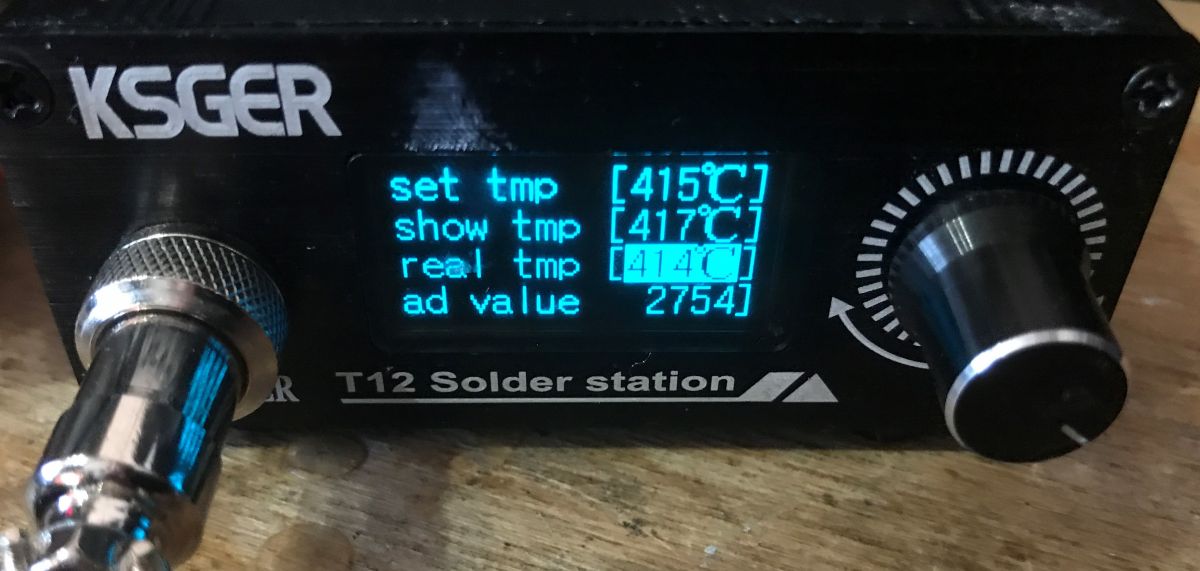 KSGER
set tmp [415℃]
show tmp [417℃]
real tmp [414℃]
ad value 2754]
T12 Solder station